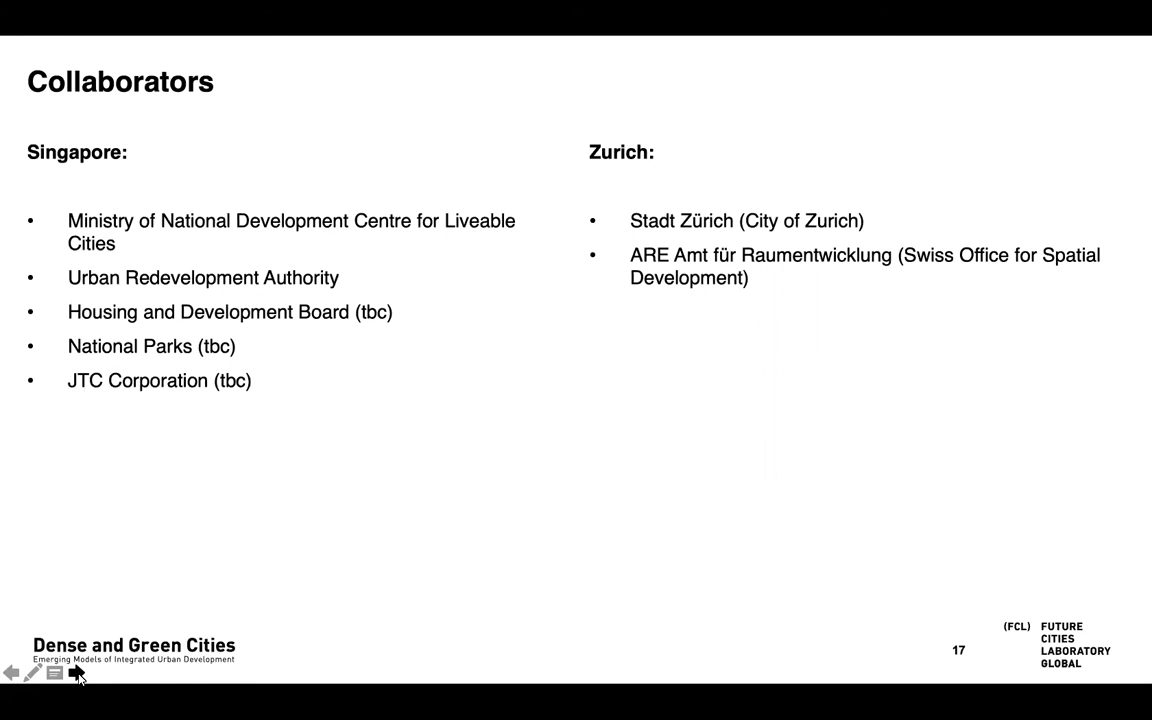 Collaborators
Singapore:
• Ministry of National Development Centre for Liveable
Cities
• Urban Redevelopment Authority
• Housing and Development Board (tbc)
• National Parks (tbc)
• JTC Corporation (tbc)
Zurich:
• Stadt Zürich (City of Zurich)
• ARE Amt für Raumentwicklung (Swiss Office for Spatial
Development)
Dense and Green Cities
Emerging Models of Integrated Urban Development
17
(FCL) FUTURE
CITIES
LABORATORY
GLOBAL